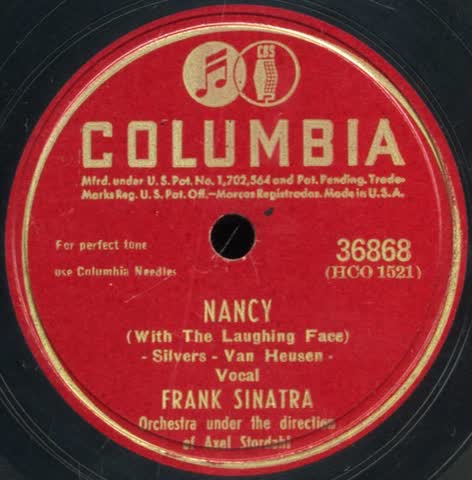 CBS
COLUMBIA
Mfrd. under U.S. Pat. No. 1,702,564 and Pat. Pending. Trade-
Marks Reg. U.S. Pat. Off.—Marcas Registradas. Made in U.S.A.
For perfect tone
use Columbia Needles
36868
(HCO 1521)
NANCY
(With The Laughing Face)
- Silvers - Van Heusen -
Vocal
FRANK SINATRA
Orchestra under the direction
of Axel Stordahl